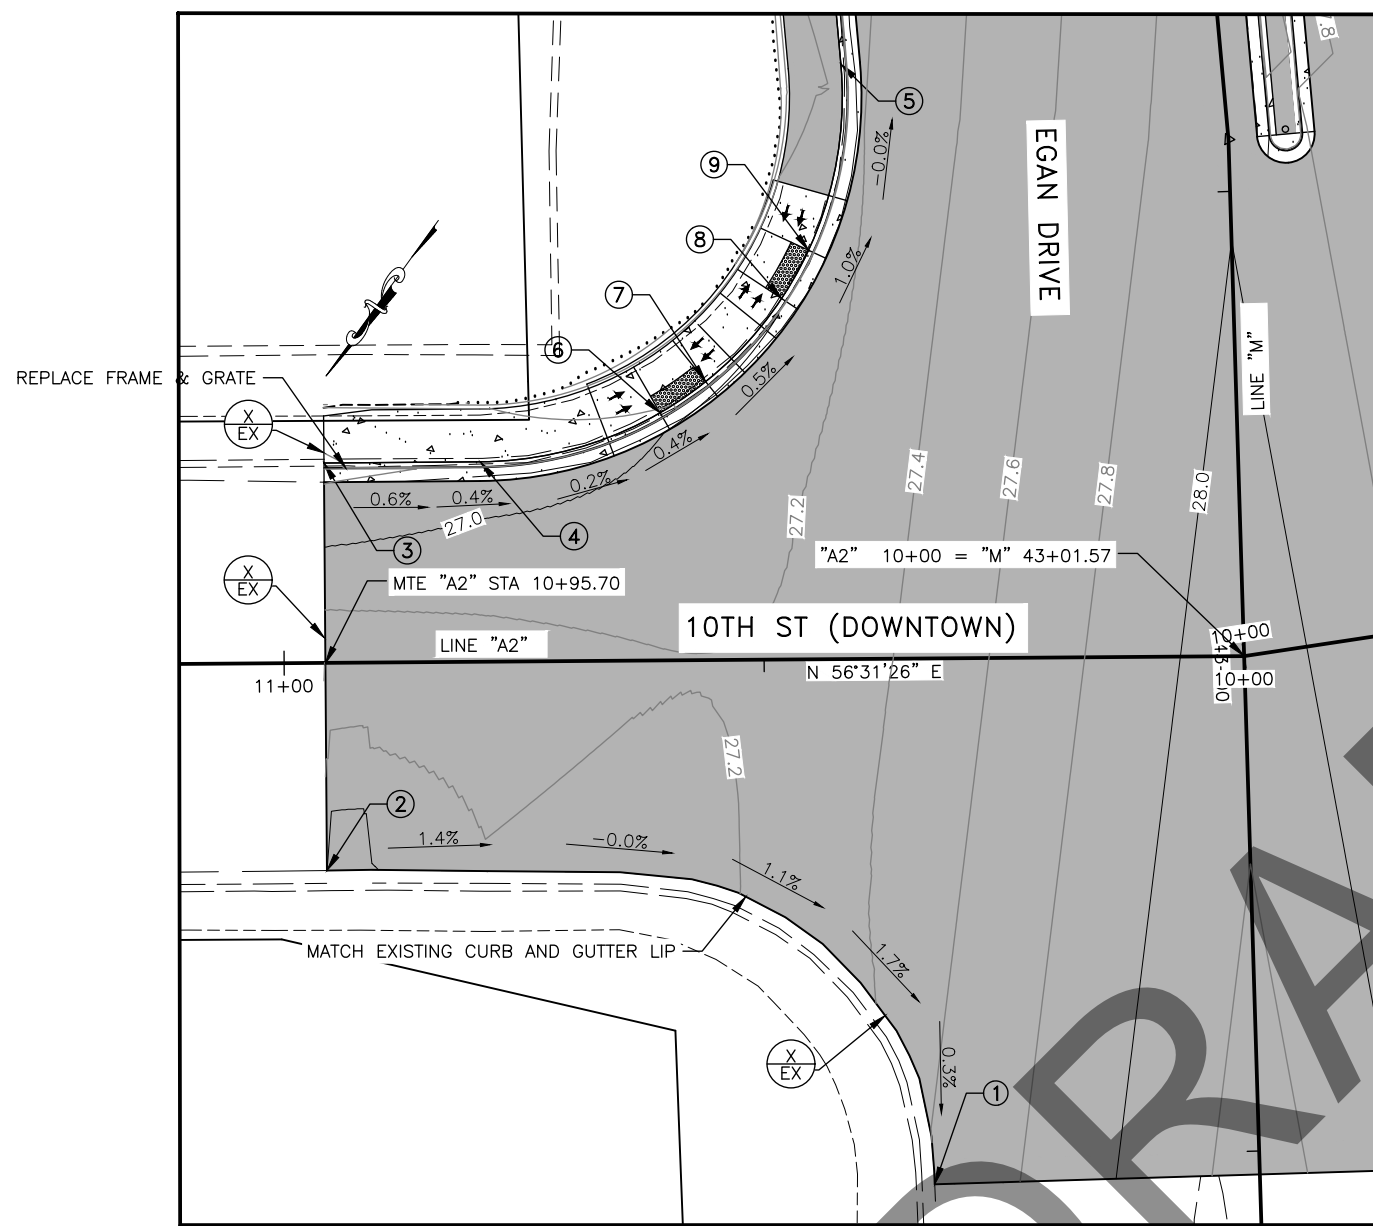 7.8
5
-0.0%
EGAN DRIVE
9
8
1.0%
7
LINE "M"
6
REPLACE FRAME & GRATE
0.5%
X
EX
0.4%
27.4
27.6
27.8
28.0
0.6%
0.4%
0.2%
27.0
27.2
4
3
"A2" 10+00 = "M" 43+01.57
X
EX
MTE "A2" STA 10+95.70
10TH ST (DOWNTOWN)
LINE "A2"
10+00
N 56°31'26" E
11+00
10+00
27.2
2
1.4%
-0.0%
1.1%
MATCH EXISTING CURB AND GUTTER LIP
1.7%
X
EX
0.3%
1